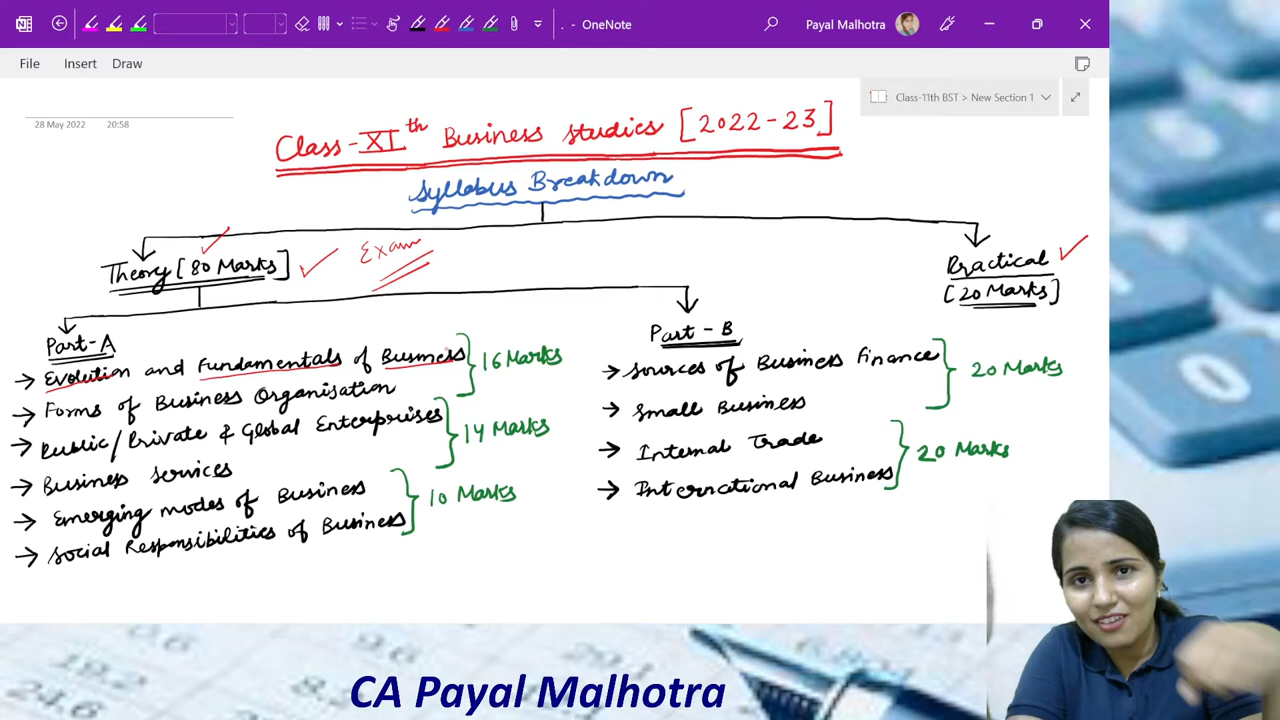 . - OneNote
Payal Malhotra
File Insert Draw
Class-11th BST > New Section 1
28 May 2022 20:58
Class-XIth Business studies [2022-23]
Syllabus Breakdown
Theory [80 Marks]
Exam
Practical
[20 Marks]
Part-A
→ Evolution and Fundamentals of Business
16 Marks
→ Forms of Business Organisation
→ Public/Private & Global Enterprises
14 Marks
→ Business services
→ Emerging modes of Business
10 Marks
→ Social Responsibilities of Business
Part - B
→ Sources of Business Finance
20 Marks
→ Small Business
→ Internal Trade
20 Marks
→ International Business
CA Payal Malhotra